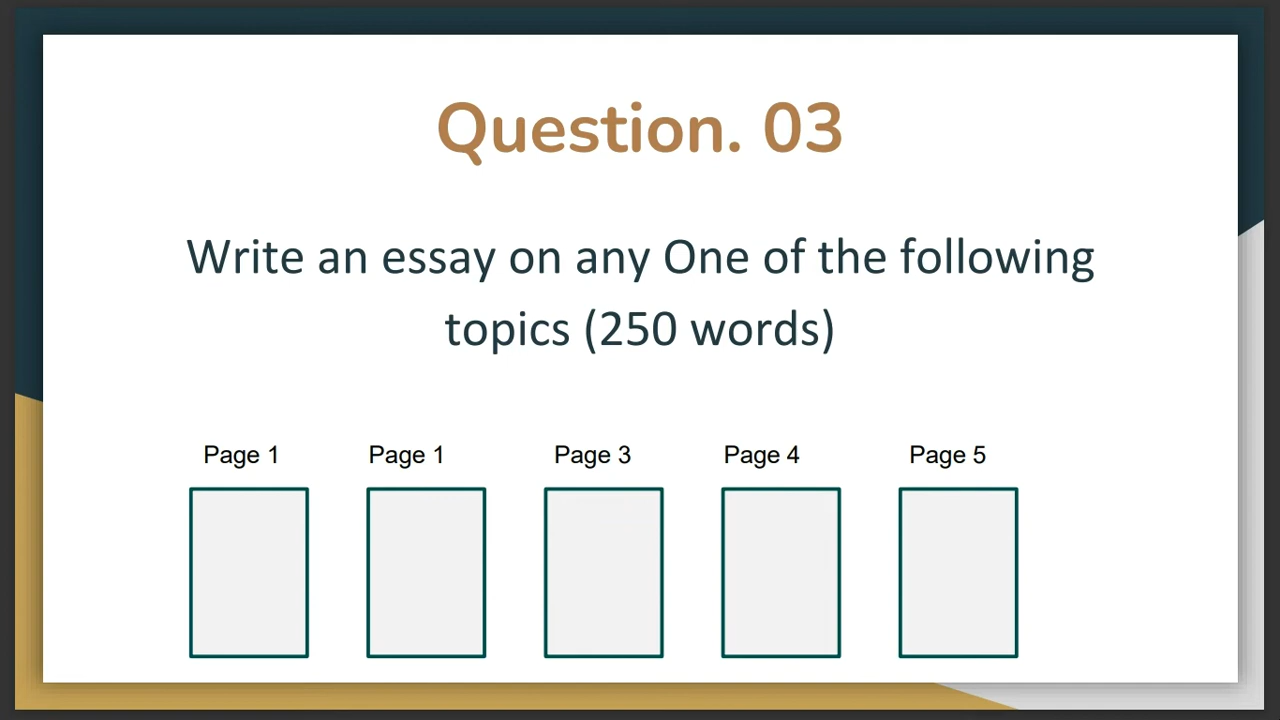 Question. 03
Write an essay on any One of the following
topics (250 words)
Page 1 Page 1 Page 3 Page 4 Page 5